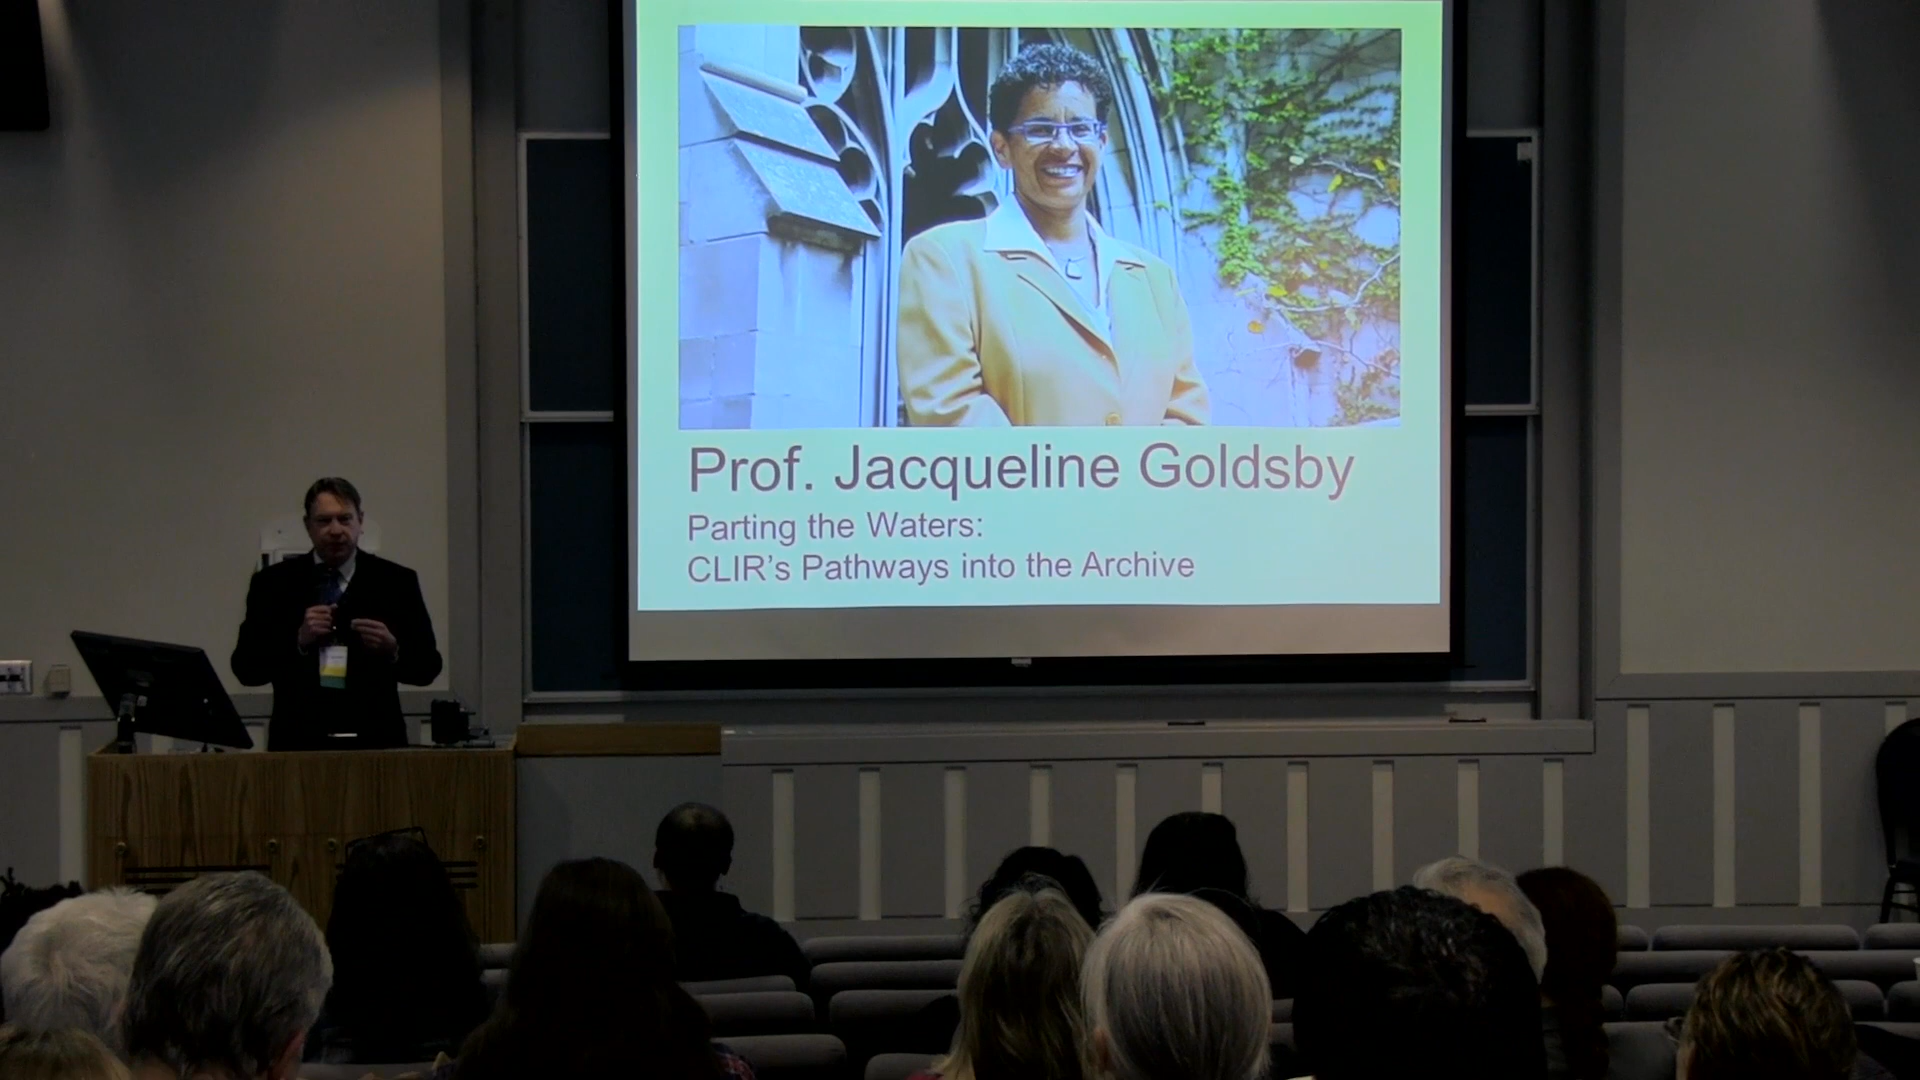 Prof. Jacqueline Goldsby
Parting the Waters:
CLIR's Pathways into the Archive